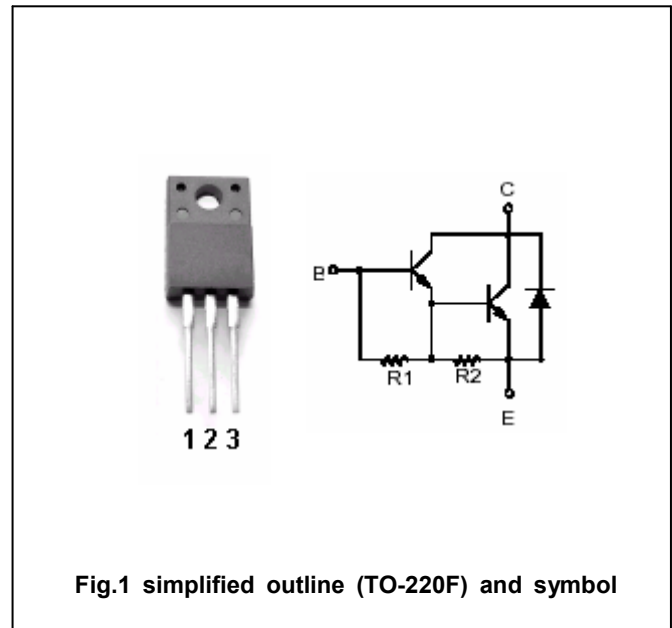 C
B
R1 R2
E
1 2 3
Fig.1 simplified outline (TO-220F) and symbol